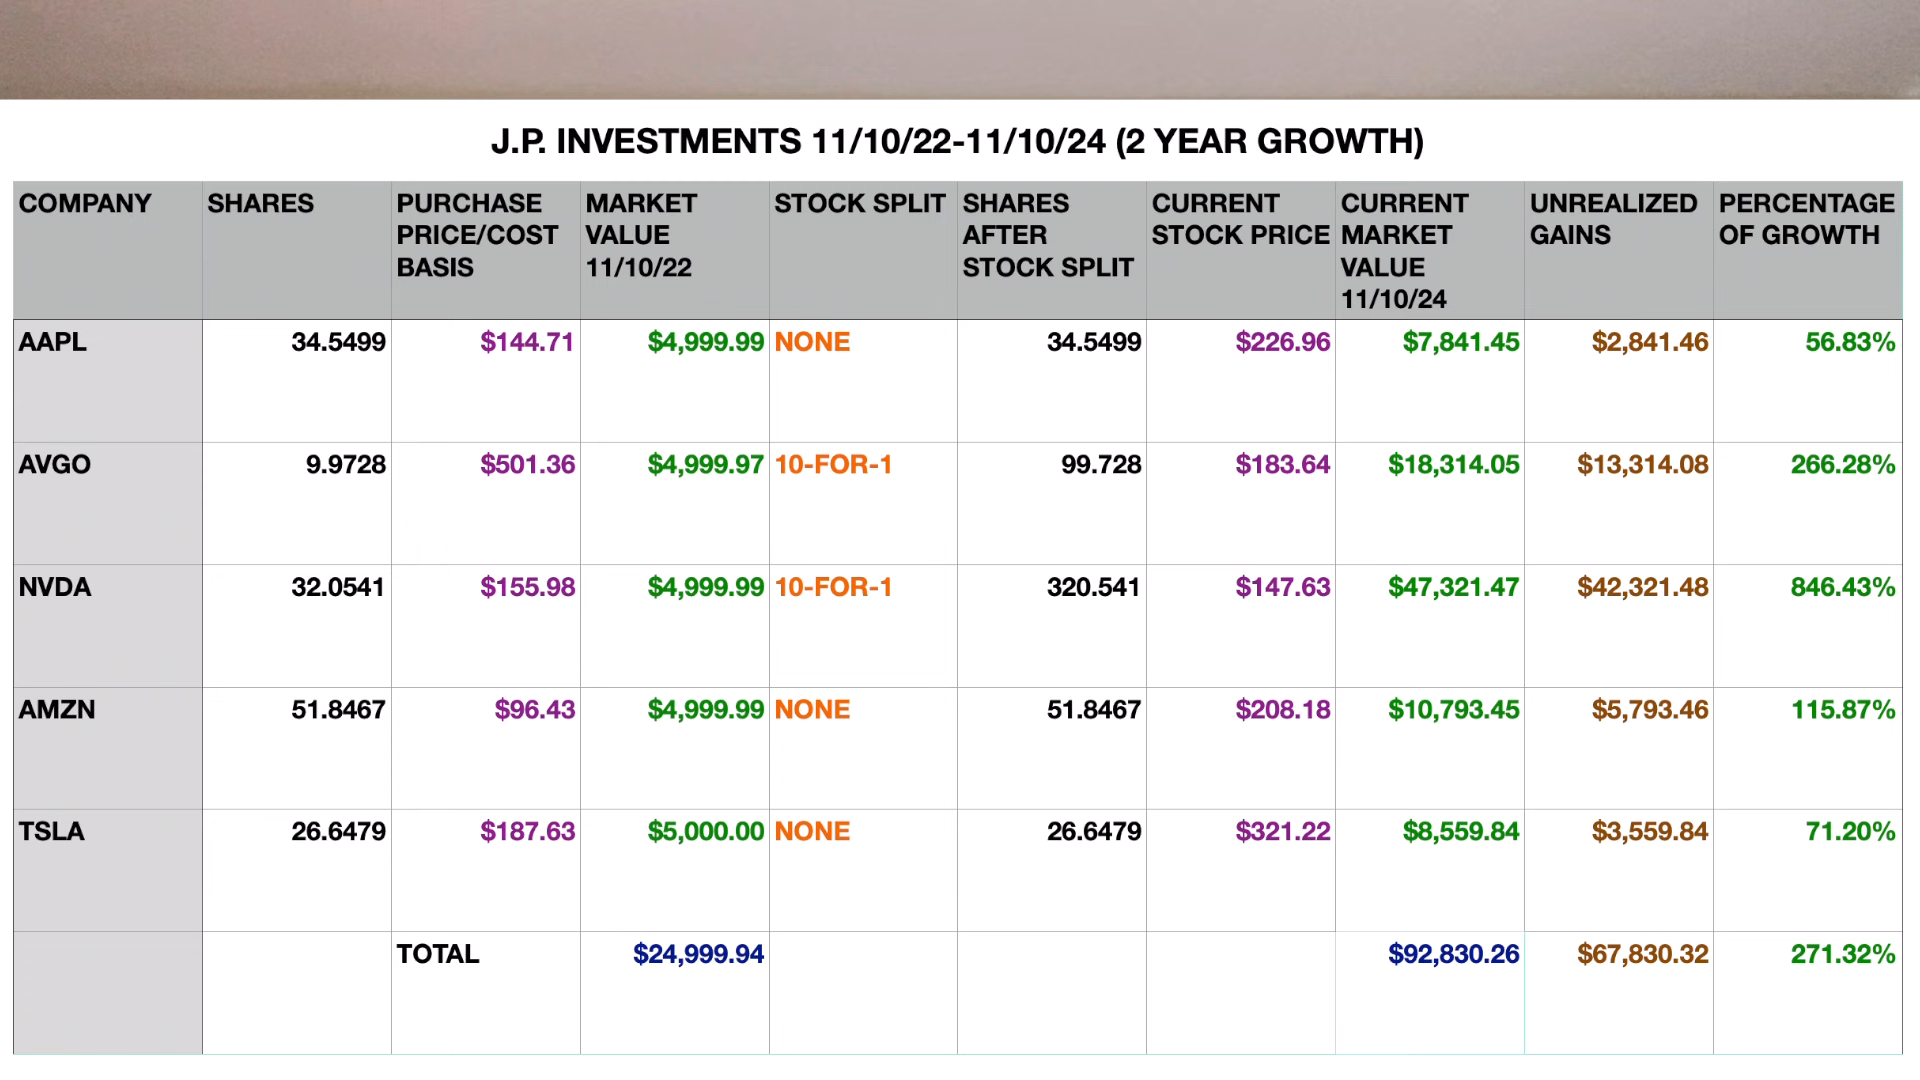 J.P. INVESTMENTS 11/10/22-11/10/24 (2 YEAR GROWTH)
COMPANY SHARES PURCHASE PRICE/COST BASIS MARKET VALUE 11/10/22 STOCK SPLIT SHARES AFTER STOCK SPLIT CURRENT STOCK PRICE CURRENT MARKET VALUE 11/10/24 UNREALIZED GAINS PERCENTAGE OF GROWTH
AAPL 34.5499 $144.71 $4,999.99 NONE 34.5499 $226.96 $7,841.45 $2,841.46 56.83%
AVGO 9.9728 $501.36 $4,999.97 10-FOR-1 99.728 $183.64 $18,314.05 $13,314.08 266.28%
NVDA 32.0541 $155.98 $4,999.99 10-FOR-1 320.541 $147.63 $47,321.47 $42,321.48 846.43%
AMZN 51.8467 $96.43 $4,999.99 NONE 51.8467 $208.18 $10,793.45 $5,793.46 115.87%
TSLA 26.6479 $187.63 $5,000.00 NONE 26.6479 $321.22 $8,559.84 $3,559.84 71.20%
TOTAL $24,999.94 $92,830.26 $67,830.32 271.32%